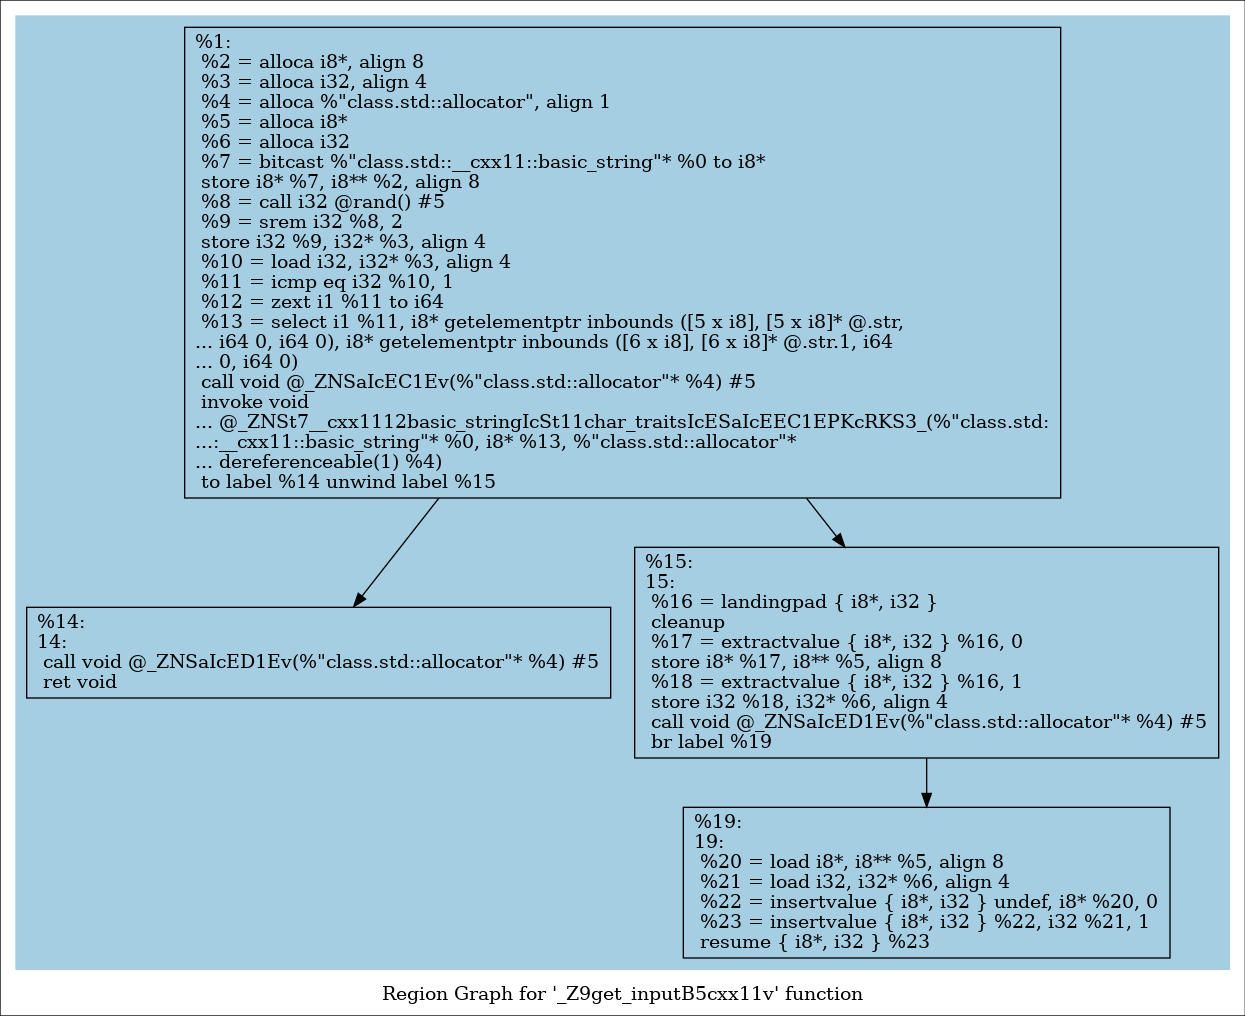 %1:
%2 = alloca i8*, align 8
%3 = alloca i32, align 4
%4 = alloca %"class.std::allocator", align 1
%5 = alloca i8*
%6 = alloca i32
%7 = bitcast %"class.std::__cxx11::basic_string"* %0 to i8*
store i8* %7, i8** %2, align 8
%8 = call i32 @rand() #5
%9 = srem i32 %8, 2
store i32 %9, i32* %3, align 4
%10 = load i32, i32* %3, align 4
%11 = icmp eq i32 %10, 1
%12 = zext i1 %11 to i64
%13 = select i1 %11, i8* getelementptr inbounds ([5 x i8], [5 x i8]* @.str,
... i64 0, i64 0), i8* getelementptr inbounds ([6 x i8], [6 x i8]* @.str.1, i64
... 0, i64 0)
call void @_ZNSaIcEC1Ev(%"class.std::allocator"* %4) #5
invoke void
... @_ZNSt7__cxx1112basic_stringIcSt11char_traitsIcESaIcEEC1EPKcRKS3_(%"class.std:
...:__cxx11::basic_string"* %0, i8* %13, %"class.std::allocator"*
... dereferenceable(1) %4)
to label %14 unwind label %15
%14:
14:
call void @_ZNSaIcED1Ev(%"class.std::allocator"* %4) #5
ret void
%15:
15:
%16 = landingpad { i8*, i32 }
cleanup
%17 = extractvalue { i8*, i32 } %16, 0
store i8* %17, i8** %5, align 8
%18 = extractvalue { i8*, i32 } %16, 1
store i32 %18, i32* %6, align 4
call void @_ZNSaIcED1Ev(%"class.std::allocator"* %4) #5
br label %19
%19:
19:
%20 = load i8*, i8** %5, align 8
%21 = load i32, i32* %6, align 4
%22 = insertvalue { i8*, i32 } undef, i8* %20, 0
%23 = insertvalue { i8*, i32 } %22, i32 %21, 1
resume { i8*, i32 } %23
Region Graph for '_Z9get_inputB5cxx11v' function